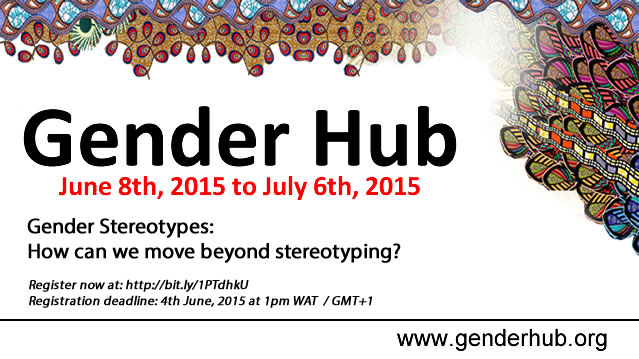 Gender Hub
June 8th, 2015 to July 6th, 2015
Gender Stereotypes:
How can we move beyond stereotyping?
Register now at: http://bit.ly/1PTdhkU
Registration deadline: 4th June, 2015 at 1pm WAT / GMT+1
www.genderhub.org